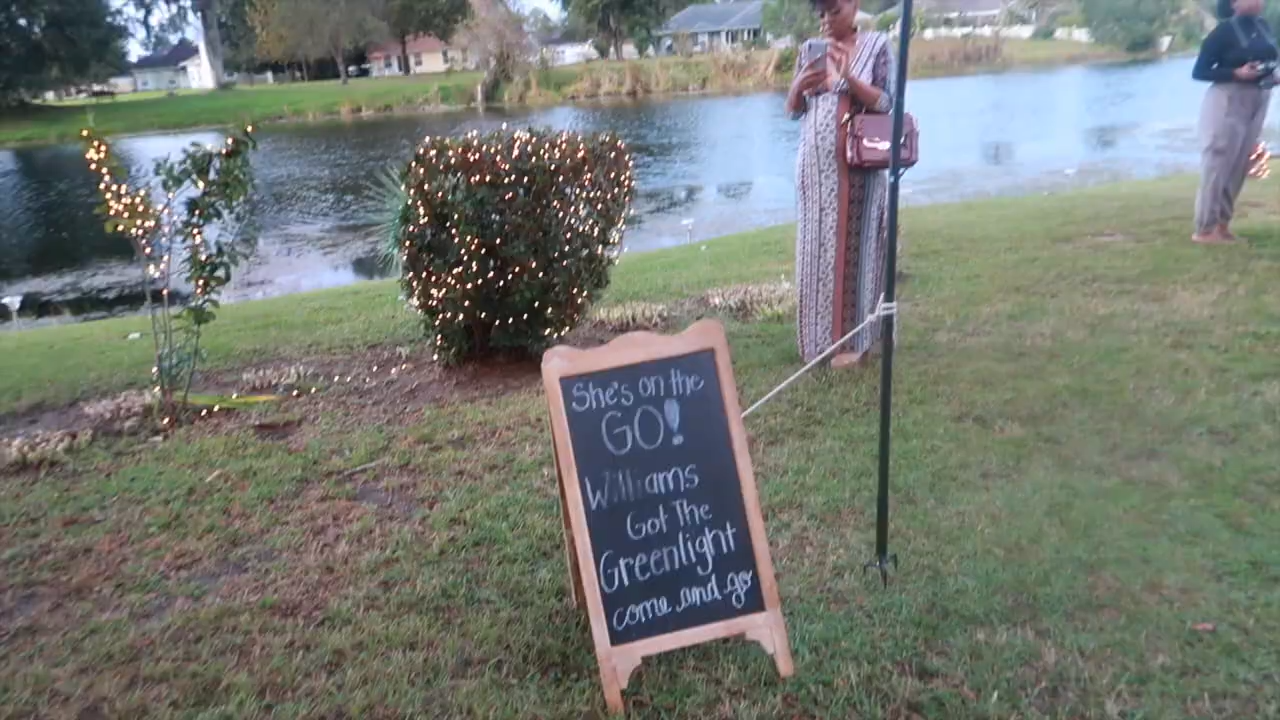 She's on the
GO!
Williams
Got The
Greenlight
come and go